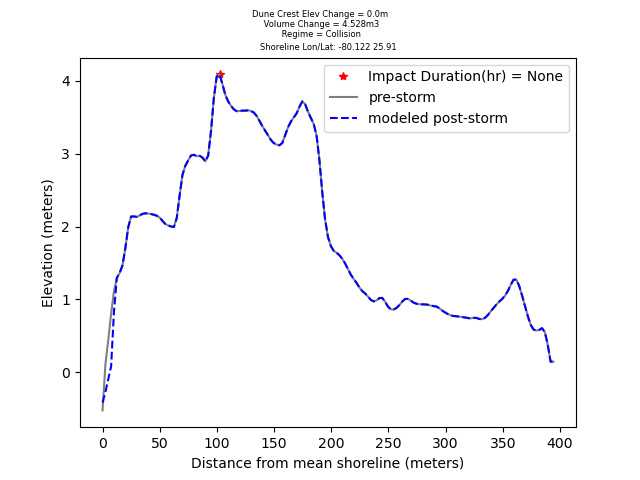 Dune Crest Elev Change = 0.0m
Volume Change = 4.528m3
Regime = Collision
Shoreline Lon/Lat: -80.122 25.91
Impact Duration(hr) = None
pre-storm
modeled post-storm
Elevation (meters)
4
3
2
1
0
0 50 100 150 200 250 300 350 400
Distance from mean shoreline (meters)